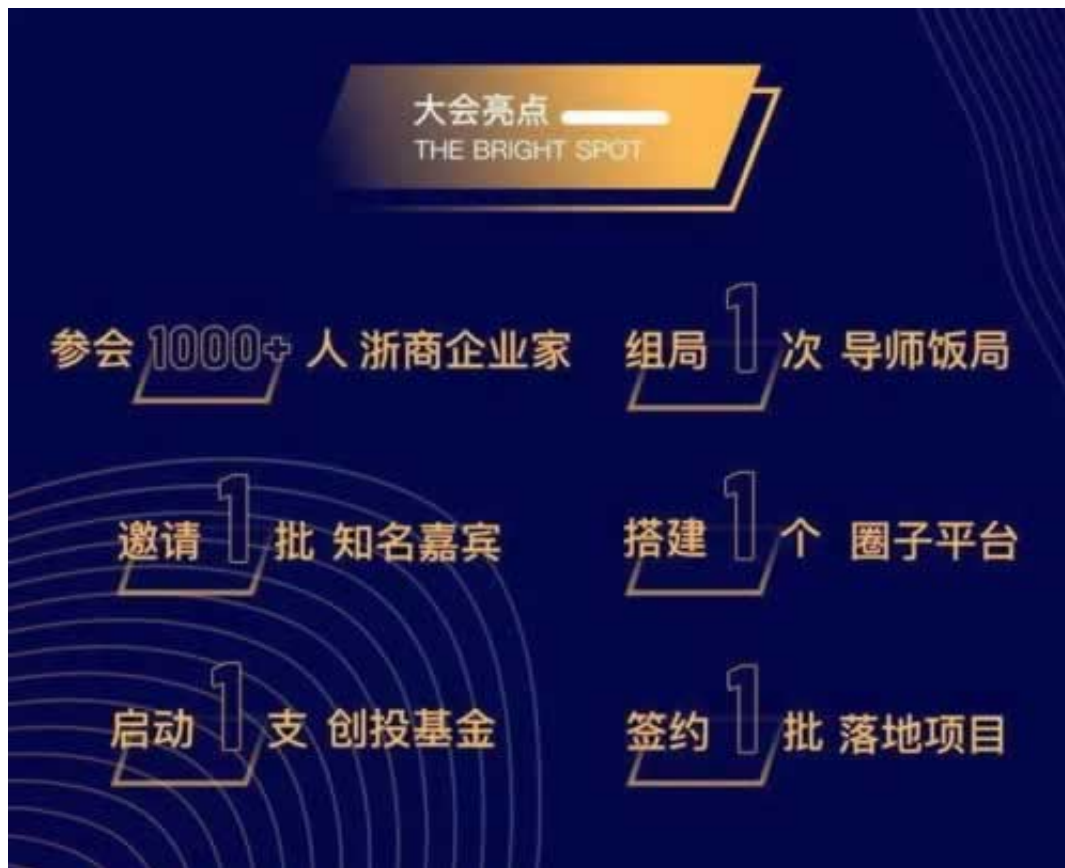 大会亮点
THE BRIGHT SPOT
参会 1000+ 人 浙商企业家
组局 1 次 导师饭局
邀请 1 批 知名嘉宾
搭建 1 个 圈子平台
启动 1 支 创投基金
签约 1 批 落地项目